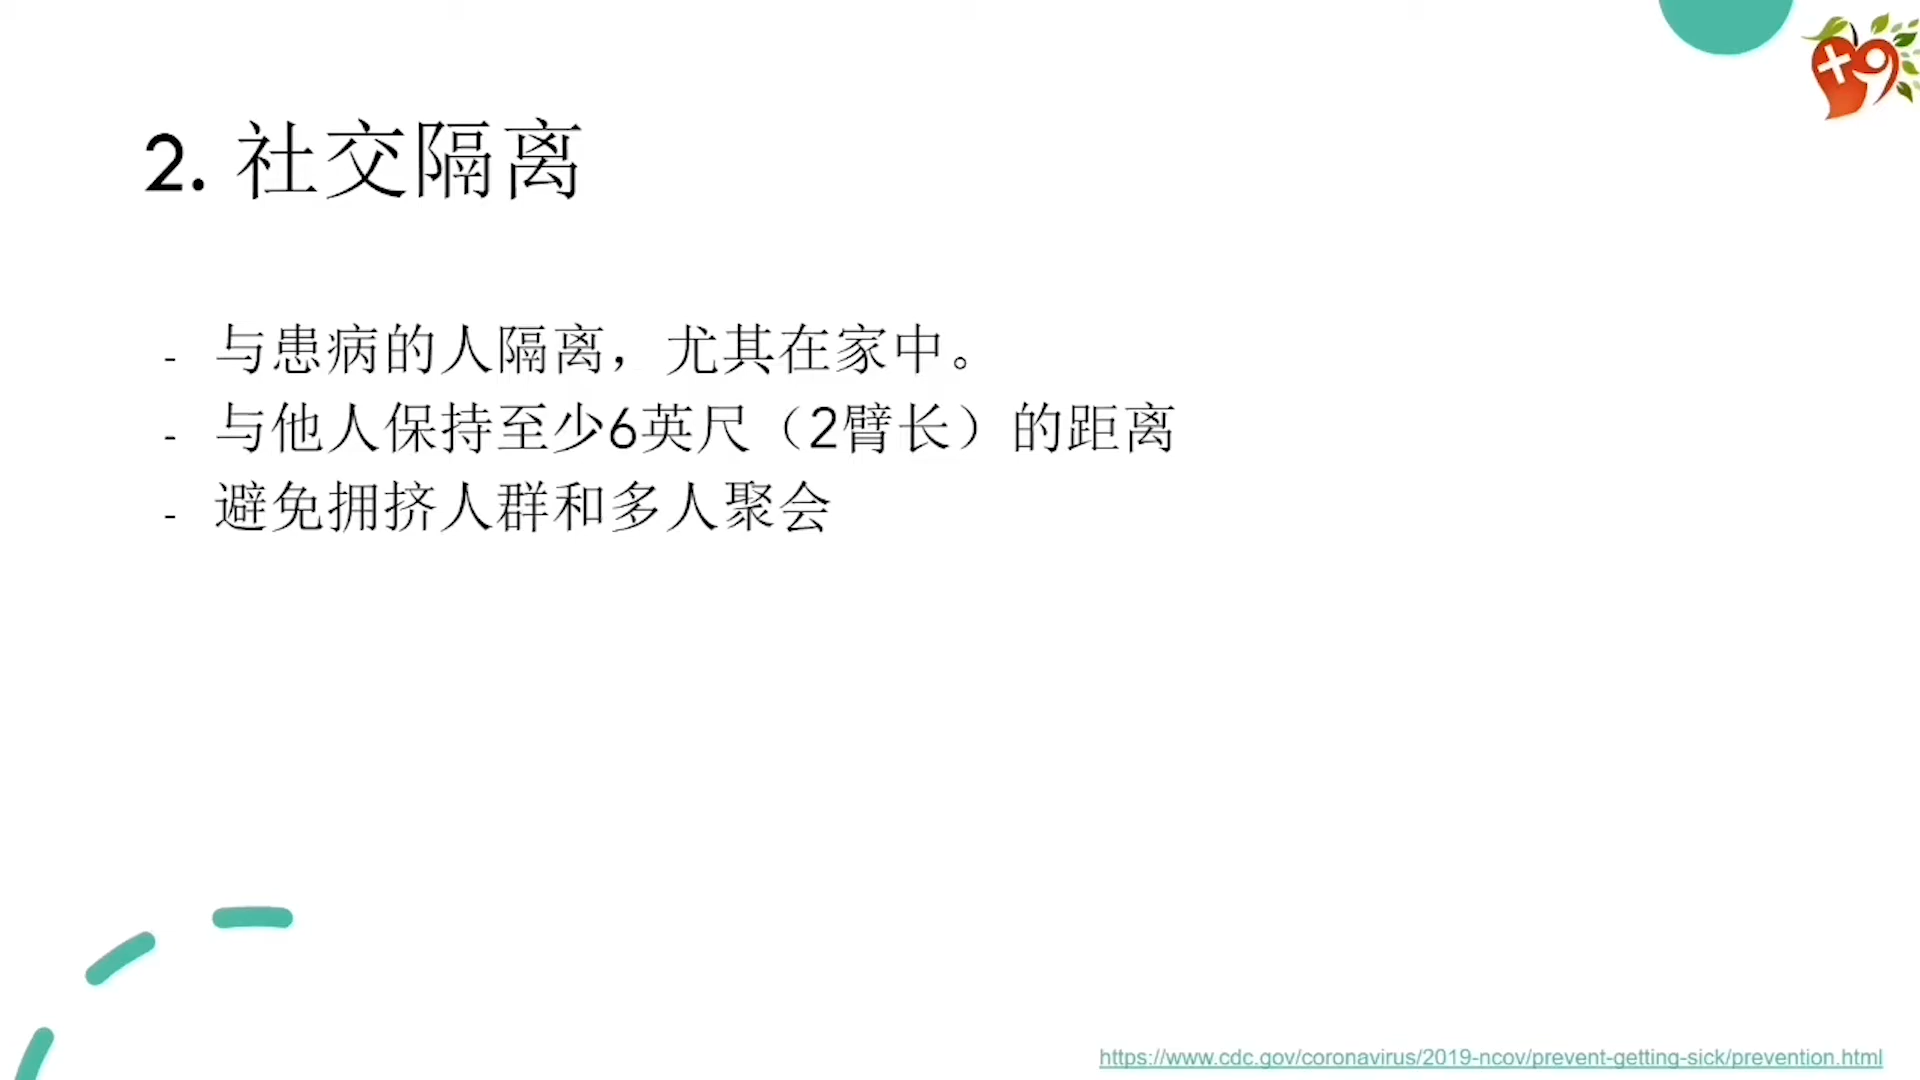 2. 社交隔离
- 与患病的人隔离，尤其在家中。
- 与他人保持至少6英尺（2臂长）的距离
- 避免拥挤人群和多人聚会
https://www.cdc.gov/coronavirus/2019-ncov/prevent-getting-sick/prevention.html